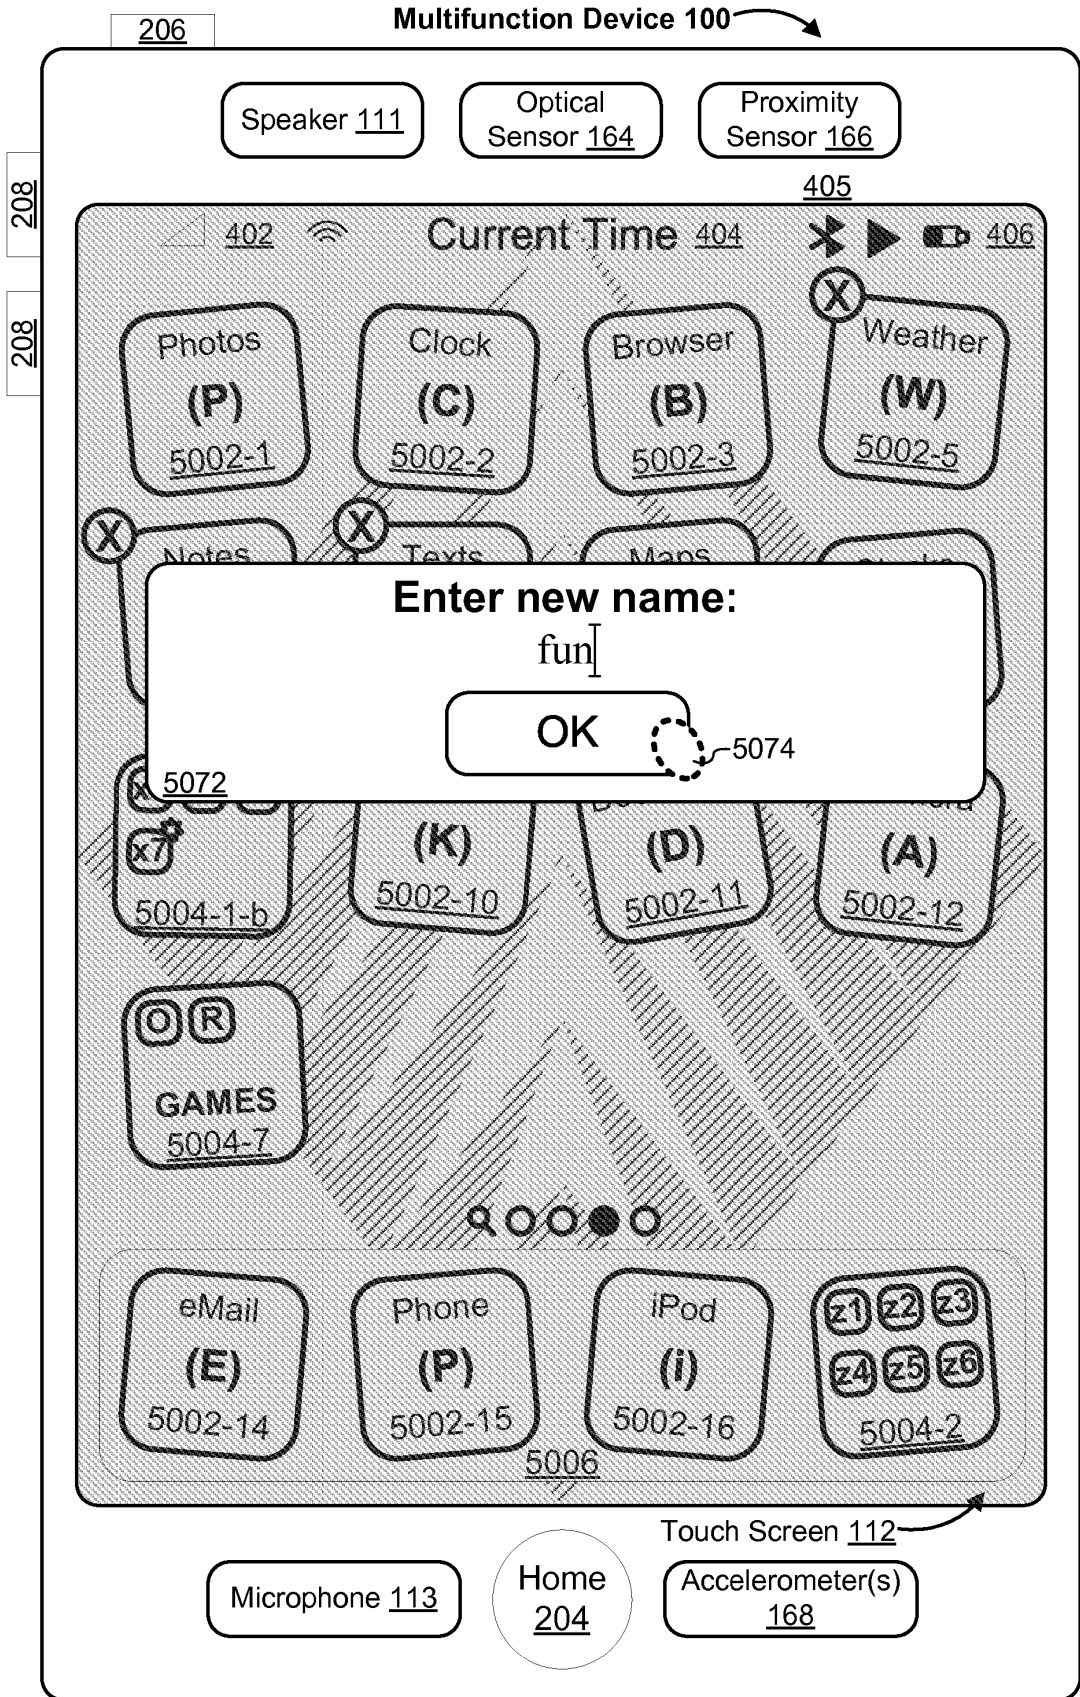 Multifunction Device 100
206
Speaker 111
Optical
Sensor 164
Proximity
Sensor 166
208
208
405
402
Current Time 404
406
X
Photos
(P)
5002-1
Clock
(C)
5002-2
Browser
(B)
5002-3
Weather
(W)
5002-5
X
Notes
X
Texts
Maps
Enter new name:
fun
OK
5074
5072
x7
5004-1-b
(K)
5002-10
(D)
5002-11
(A)
5002-12
O R
GAMES
5004-7
eMail
(E)
5002-14
Phone
(P)
5002-15
iPod
(i)
5002-16
z1 z2 z3
z4 z5 z6
5004-2
5006
Touch Screen 112
Microphone 113
Home
204
Accelerometer(s)
168